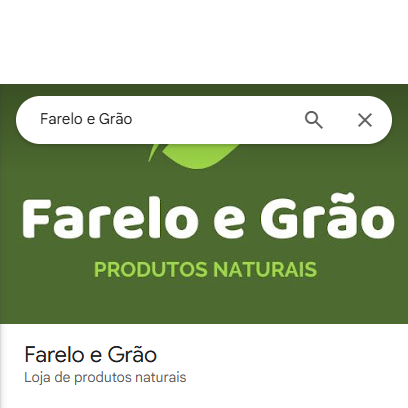 Farelo e Grão
Farelo e Grão
PRODUTOS NATURAIS
Farelo e Grão
Loja de produtos naturais